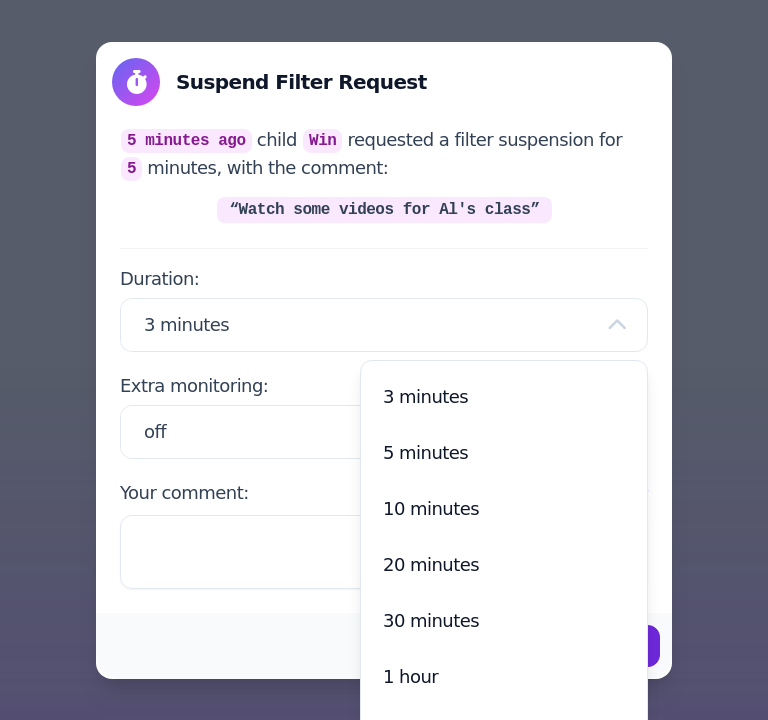 Suspend Filter Request
5 minutes ago child Win requested a filter suspension for
5 minutes, with the comment:
“Watch some videos for Al's class”
Duration:
3 minutes
Extra monitoring:
off
Your comment:
3 minutes
5 minutes
10 minutes
20 minutes
30 minutes
1 hour